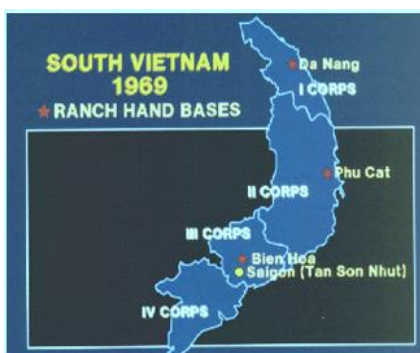 SOUTH VIETNAM
1969
★ RANCH HAND BASES
Da Nang
I CORPS
Phu Cat
II CORPS
III CORPS
Bien Hoa
Saigon (Tan Son Nhut)
IV CORPS